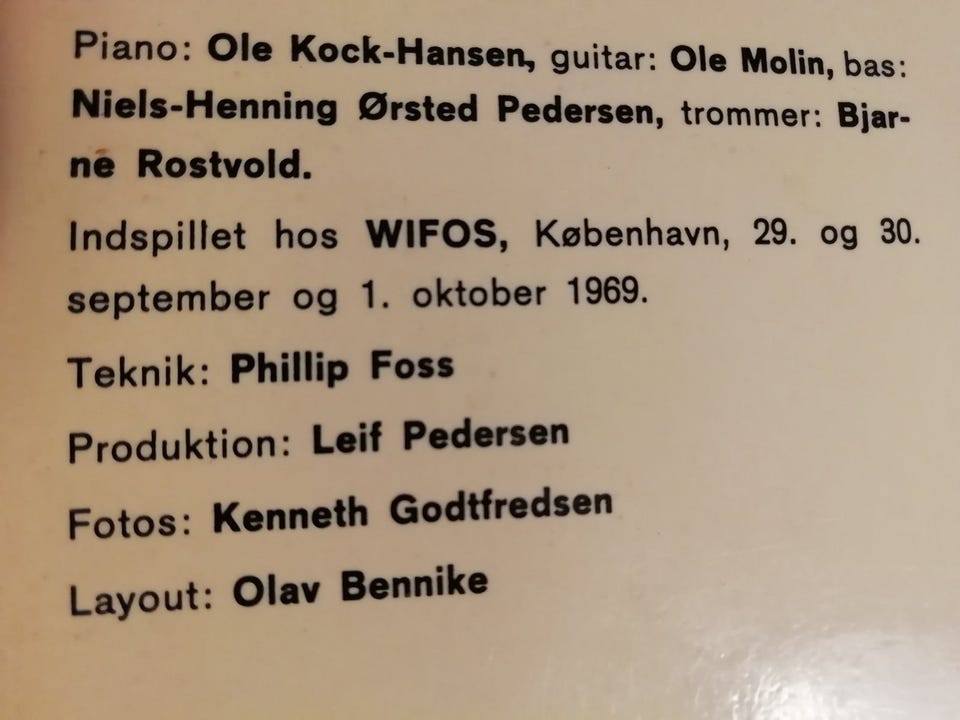 Piano: Ole Kock-Hansen, guitar: Ole Molin, bas:
Niels-Henning Ørsted Pedersen, trommer: Bjar-
ne Rostvold.
Indspillet hos WIFOS, København, 29. og 30.
september og 1. oktober 1969.
Teknik: Phillip Foss
Produktion: Leif Pedersen
Fotos: Kenneth Godtfredsen
Layout: Olav Bennike